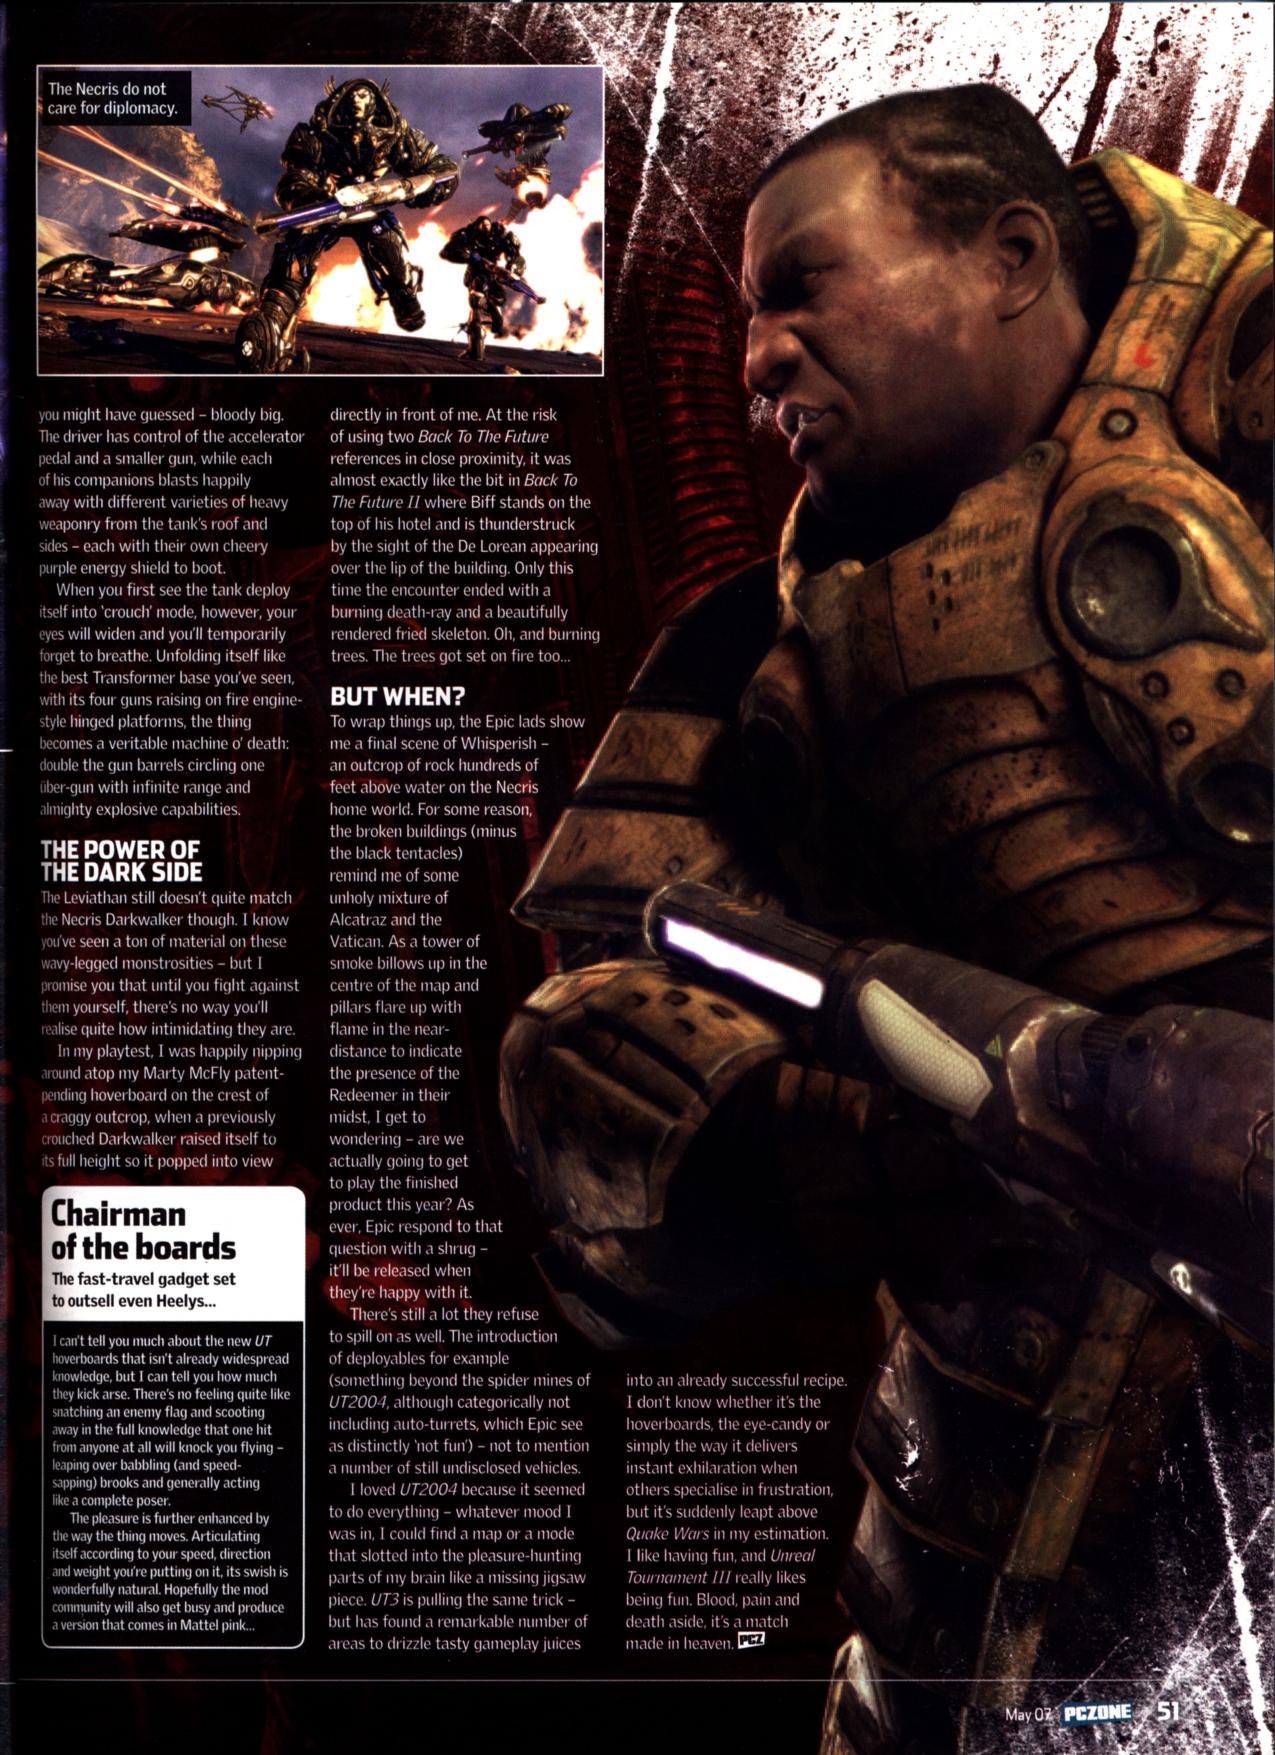 The Necris do not
care for diplomacy.
you might have guessed – bloody big.
The driver has control of the accelerator
pedal and a smaller gun, while each
of his companions blasts happily
away with different varieties of heavy
weaponry from the tank's roof and
sides – each with their own cheery
purple energy shield to boot.
When you first see the tank deploy
itself into 'crouch' mode, however, your
eyes will widen and you'll temporarily
forget to breathe. Unfolding itself like
the best Transformer base you've seen,
with its four guns raising on fire engine-
style hinged platforms, the thing
becomes a veritable machine o' death:
double the gun barrels circling one
über-gun with infinite range and
almighty explosive capabilities.
THE POWER OF
THE DARK SIDE
The Leviathan still doesn't quite match
the Necris Darkwalker though. I know
you've seen a ton of material on these
wavy-legged monstrosities – but I
promise you that until you fight against
them yourself, there's no way you'll
realise quite how intimidating they are.
In my playtest, I was happily nipping
around atop my Marty McFly patent-
pending hoverboard on the crest of
a craggy outcrop, when a previously
crouched Darkwalker raised itself to
its full height so it popped into view
Chairman
of the boards
The fast-travel gadget set
to outsell even Heelys...
I can't tell you much about the new UT
hoverboards that isn't already widespread
knowledge, but I can tell you how much
they kick arse. There's no feeling quite like
snatching an enemy flag and scooting
away in the full knowledge that one hit
from anyone at all will knock you flying –
leaping over babbling (and speed-
sapping) brooks and generally acting
like a complete poser.
The pleasure is further enhanced by
the way the thing moves. Articulating
itself according to your speed, direction
and weight you're putting on it, its swish is
wonderfully natural. Hopefully the mod
community will also get busy and produce
a version that comes in Mattel pink...
directly in front of me. At the risk
of using two Back To The Future
references in close proximity, it was
almost exactly like the bit in Back To
The Future II where Biff stands on the
top of his hotel and is thunderstruck
by the sight of the De Lorean appearing
over the lip of the building. Only this
time the encounter ended with a
burning death-ray and a beautifully
rendered fried skeleton. Oh, and burning
trees. The trees got set on fire too...
BUT WHEN?
To wrap things up, the Epic lads show
me a final scene of Whisperish –
an outcrop of rock hundreds of
feet above water on the Necris
home world. For some reason,
the broken buildings (minus
the black tentacles)
remind me of some
unholy mixture of
Alcatraz and the
Vatican. As a tower of
smoke billows up in the
centre of the map and
pillars flare up with
flame in the near-
distance to indicate
the presence of the
Redeemer in their
midst, I get to
wondering – are we
actually going to get
to play the finished
product this year? As
ever, Epic respond to that
question with a shrug –
it'll be released when
they're happy with it.
There's still a lot they refuse
to spill on as well. The introduction
of deployables for example
(something beyond the spider mines of
UT2004, although categorically not
including auto-turrets, which Epic see
as distinctly 'not fun') – not to mention
a number of still undisclosed vehicles.
I loved UT2004 because it seemed
to do everything – whatever mood I
was in, I could find a map or a mode
that slotted into the pleasure-hunting
parts of my brain like a missing jigsaw
piece. UT3 is pulling the same trick –
but has found a remarkable number of
areas to drizzle tasty gameplay juices
into an already successful recipe.
I don't know whether it's the
hoverboards, the eye-candy or
simply the way it delivers
instant exhilaration when
others specialise in frustration,
but it's suddenly leapt above
Quake Wars in my estimation.
I like having fun, and Unreal
Tournament III really likes
being fun. Blood, pain and
death aside, it's a match
made in heaven. PCZ
May 07 PCZONE 51